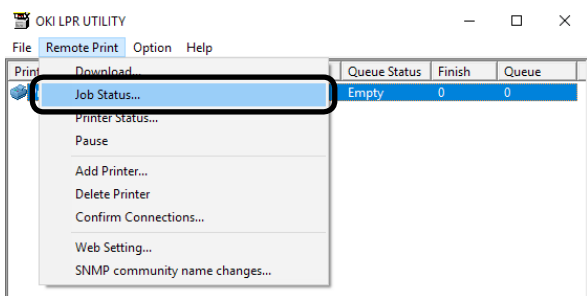 OKI LPR UTILITY
File Remote Print Option Help
Print Queue Status Finish Queue
Download...
Job Status... Empty 0 0
Printer Status...
Pause
Add Printer...
Delete Printer
Confirm Connections...
Web Setting...
SNMP community name changes...